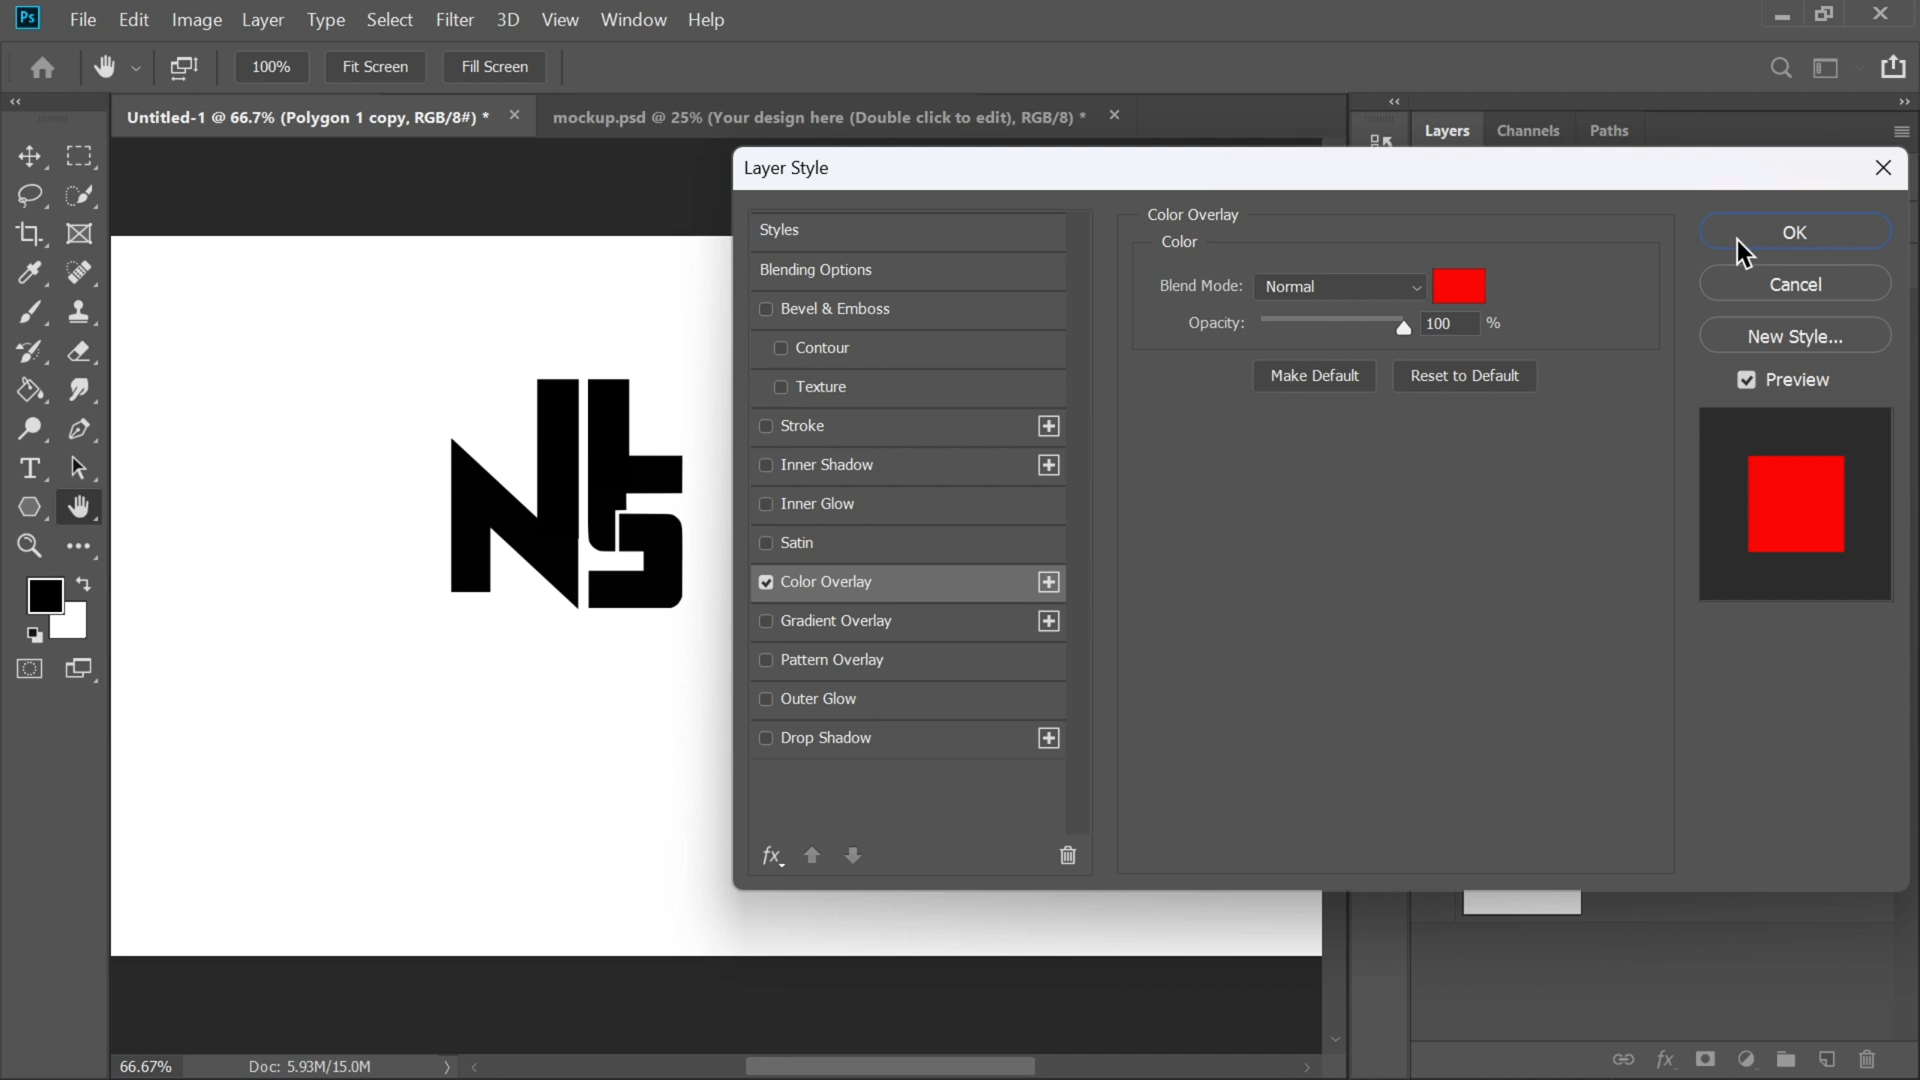 Ps File Edit Image Layer Type Select Filter 3D View Window Help
100% Fit Screen Fill Screen
Untitled-1 @ 66.7% (Polygon 1 copy, RGB/8#) * mockup.psd @ 25% (Your design here (Double click to edit), RGB/8) *
Layers Channels Paths
Layer Style
Styles
Blending Options
Bevel & Emboss
Contour
Texture
Stroke
Inner Shadow
Inner Glow
Satin
Color Overlay
Gradient Overlay
Pattern Overlay
Outer Glow
Drop Shadow
fx
Color Overlay
Color
Blend Mode: Normal
Opacity: 100 %
Make Default Reset to Default
OK
Cancel
New Style...
Preview
NtS
T
66.67% Doc: 5.93M/15.0M
fx